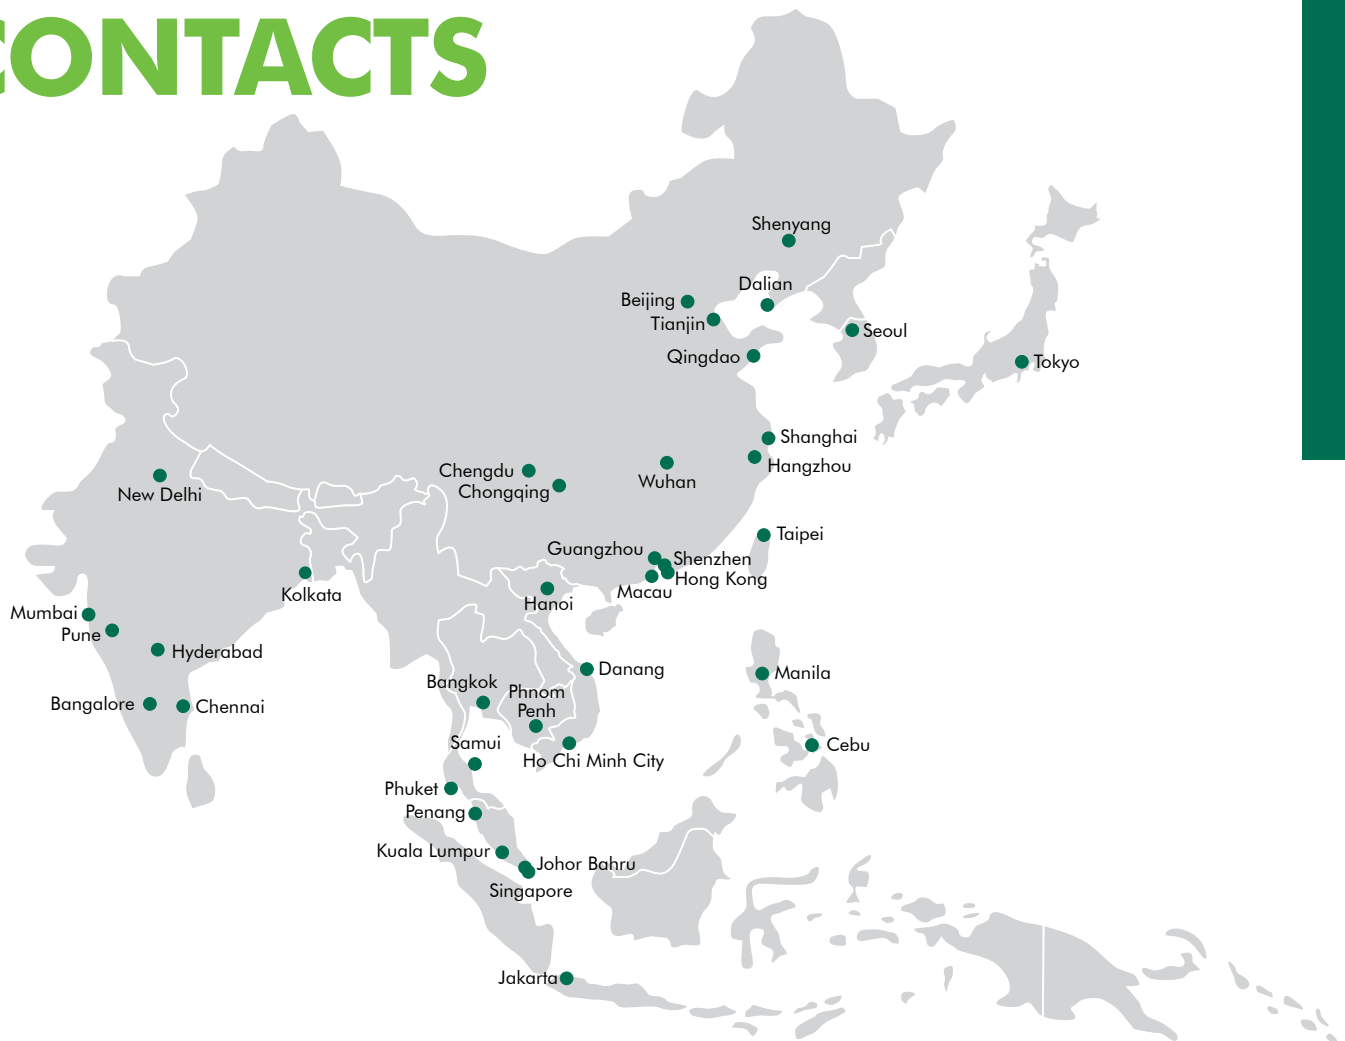 CONTACTS
Shenyang
Dalian
Beijing
Tianjin
Seoul
Qingdao
Tokyo
Shanghai
Hangzhou
Chengdu
Chongqing
Wuhan
New Delhi
Taipei
Guangzhou
Shenzhen
Hong Kong
Macau
Kolkata
Hanoi
Mumbai
Pune
Hyderabad
Danang
Manila
Bangkok
Phnom
Penh
Bangalore
Chennai
Samui
Cebu
Ho Chi Minh City
Phuket
Penang
Kuala Lumpur
Johor Bahru
Singapore
Jakarta